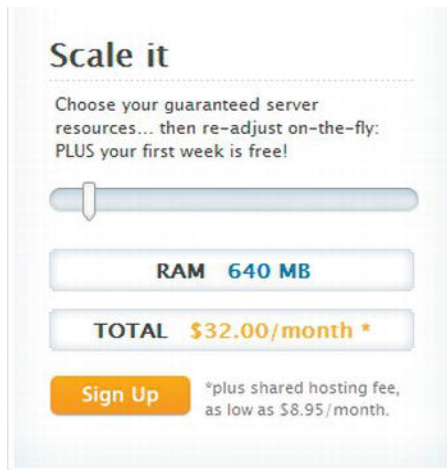 Scale it
Choose your guaranteed server
resources... then re-adjust on-the-fly:
PLUS your first week is free!
RAM 640 MB
TOTAL $32.00/month *
Sign Up
*plus shared hosting fee,
as low as $8.95/month.